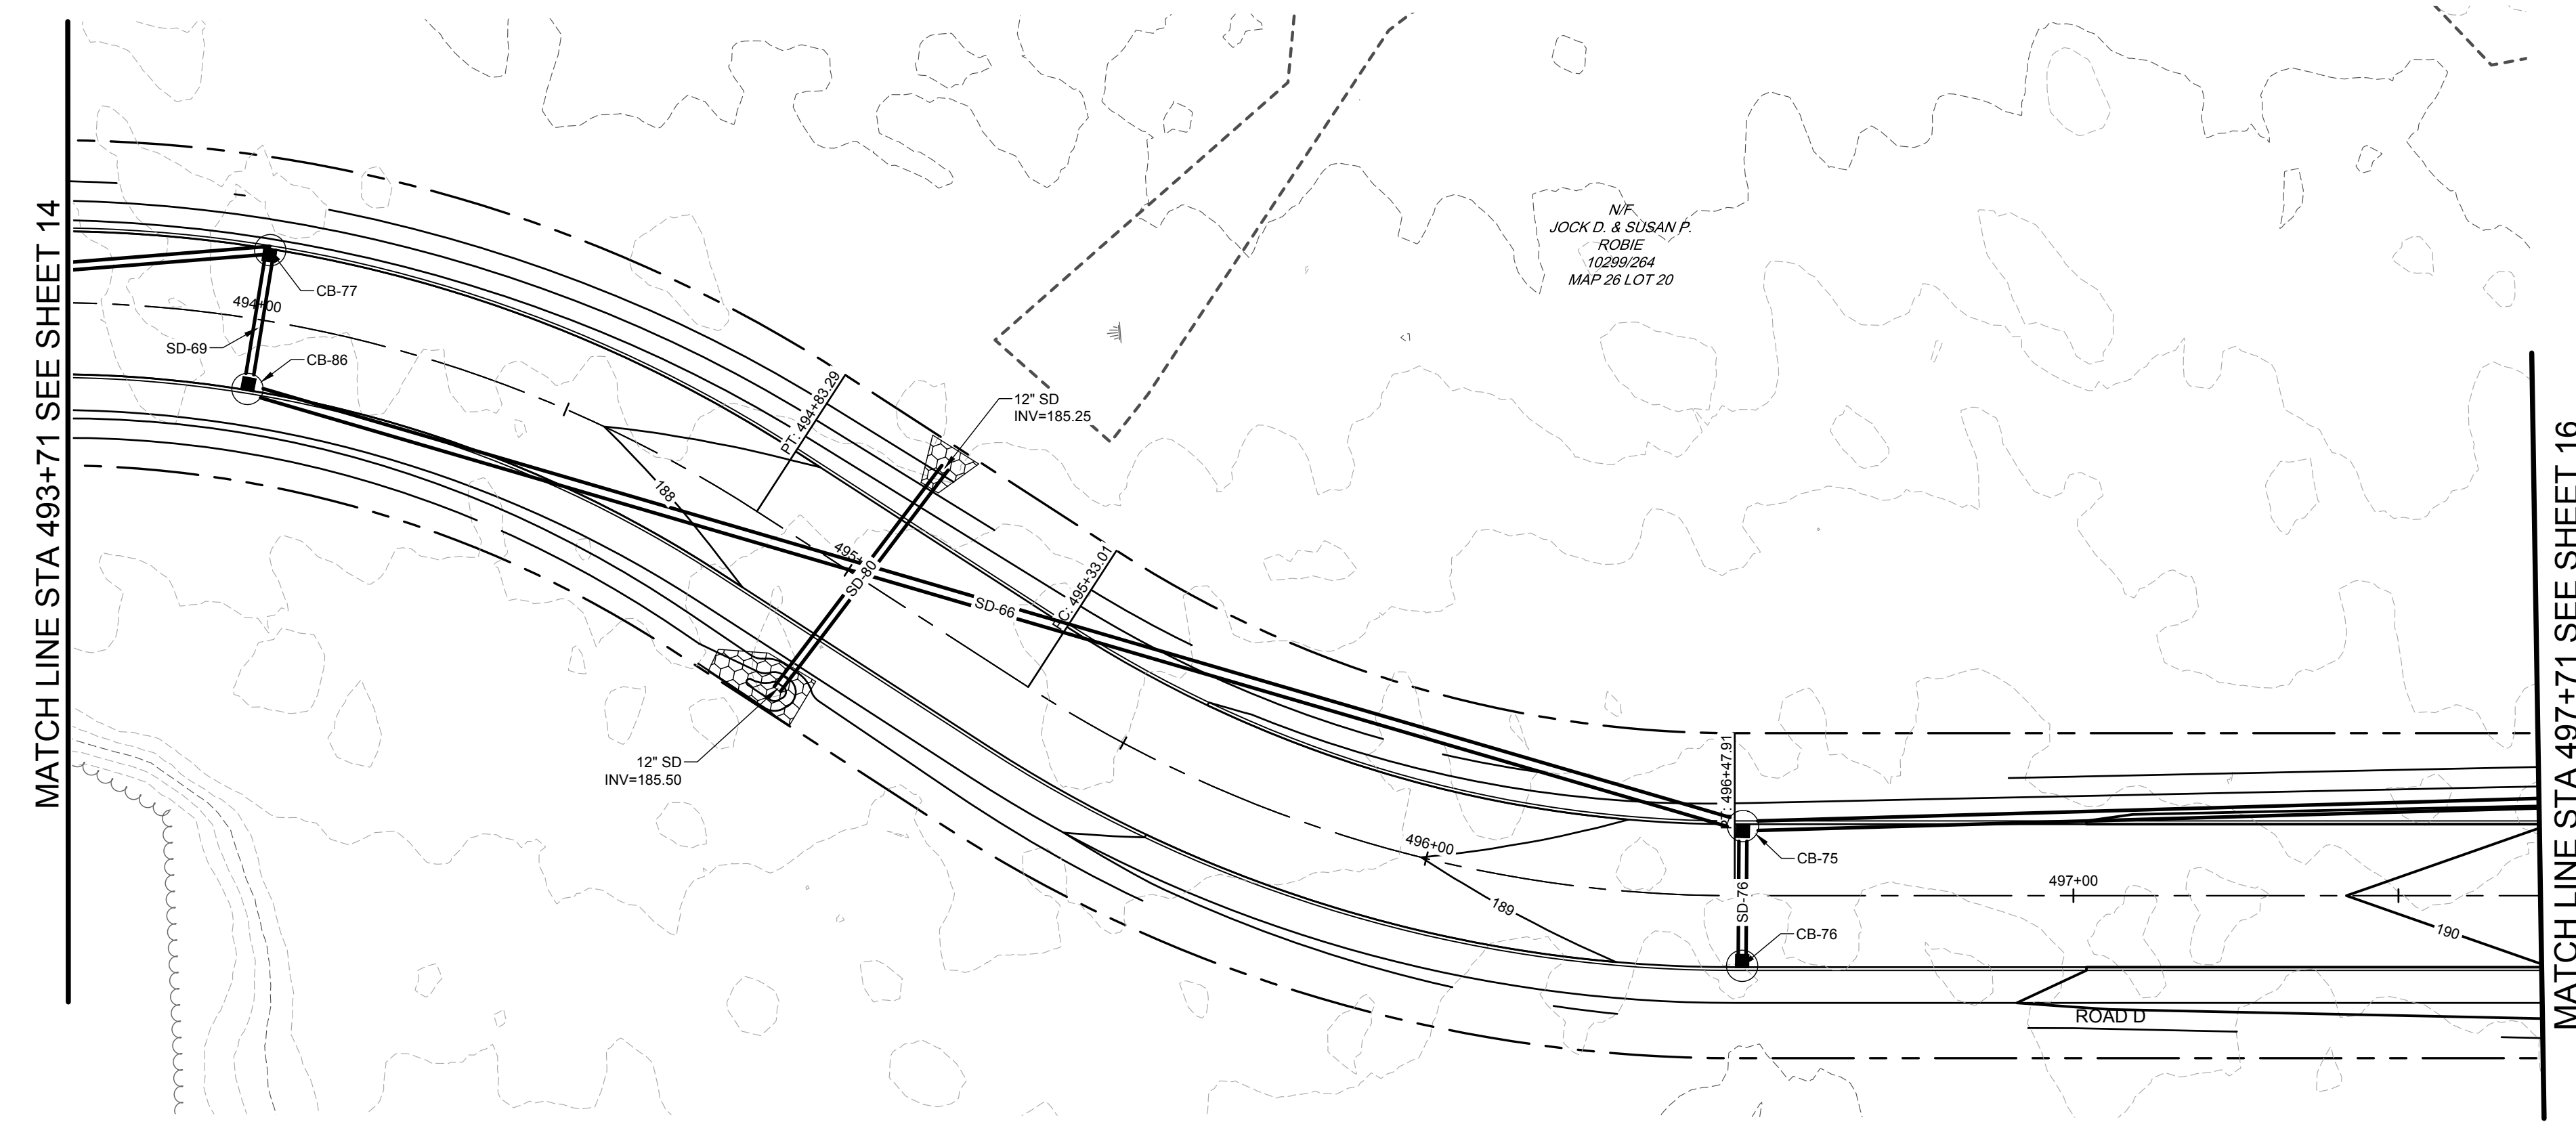 MATCH LINE STA 493+71 SEE SHEET 14
N/F
JOCK D. & SUSAN P.
ROBIE
10299/264
MAP 26 LOT 20
CB-77
494+00
SD-69
CB-86
PT: 494+83.29
12" SD
INV=185.25
188
495+
SD-80
SD-66
PC: 495+33.01
12" SD
INV=185.50
PT: 496+47.91
496+00
CB-75
497+00
189
SD-76
CB-76
190
ROAD D
MATCH LINE STA 497+71 SEE SHEET 16